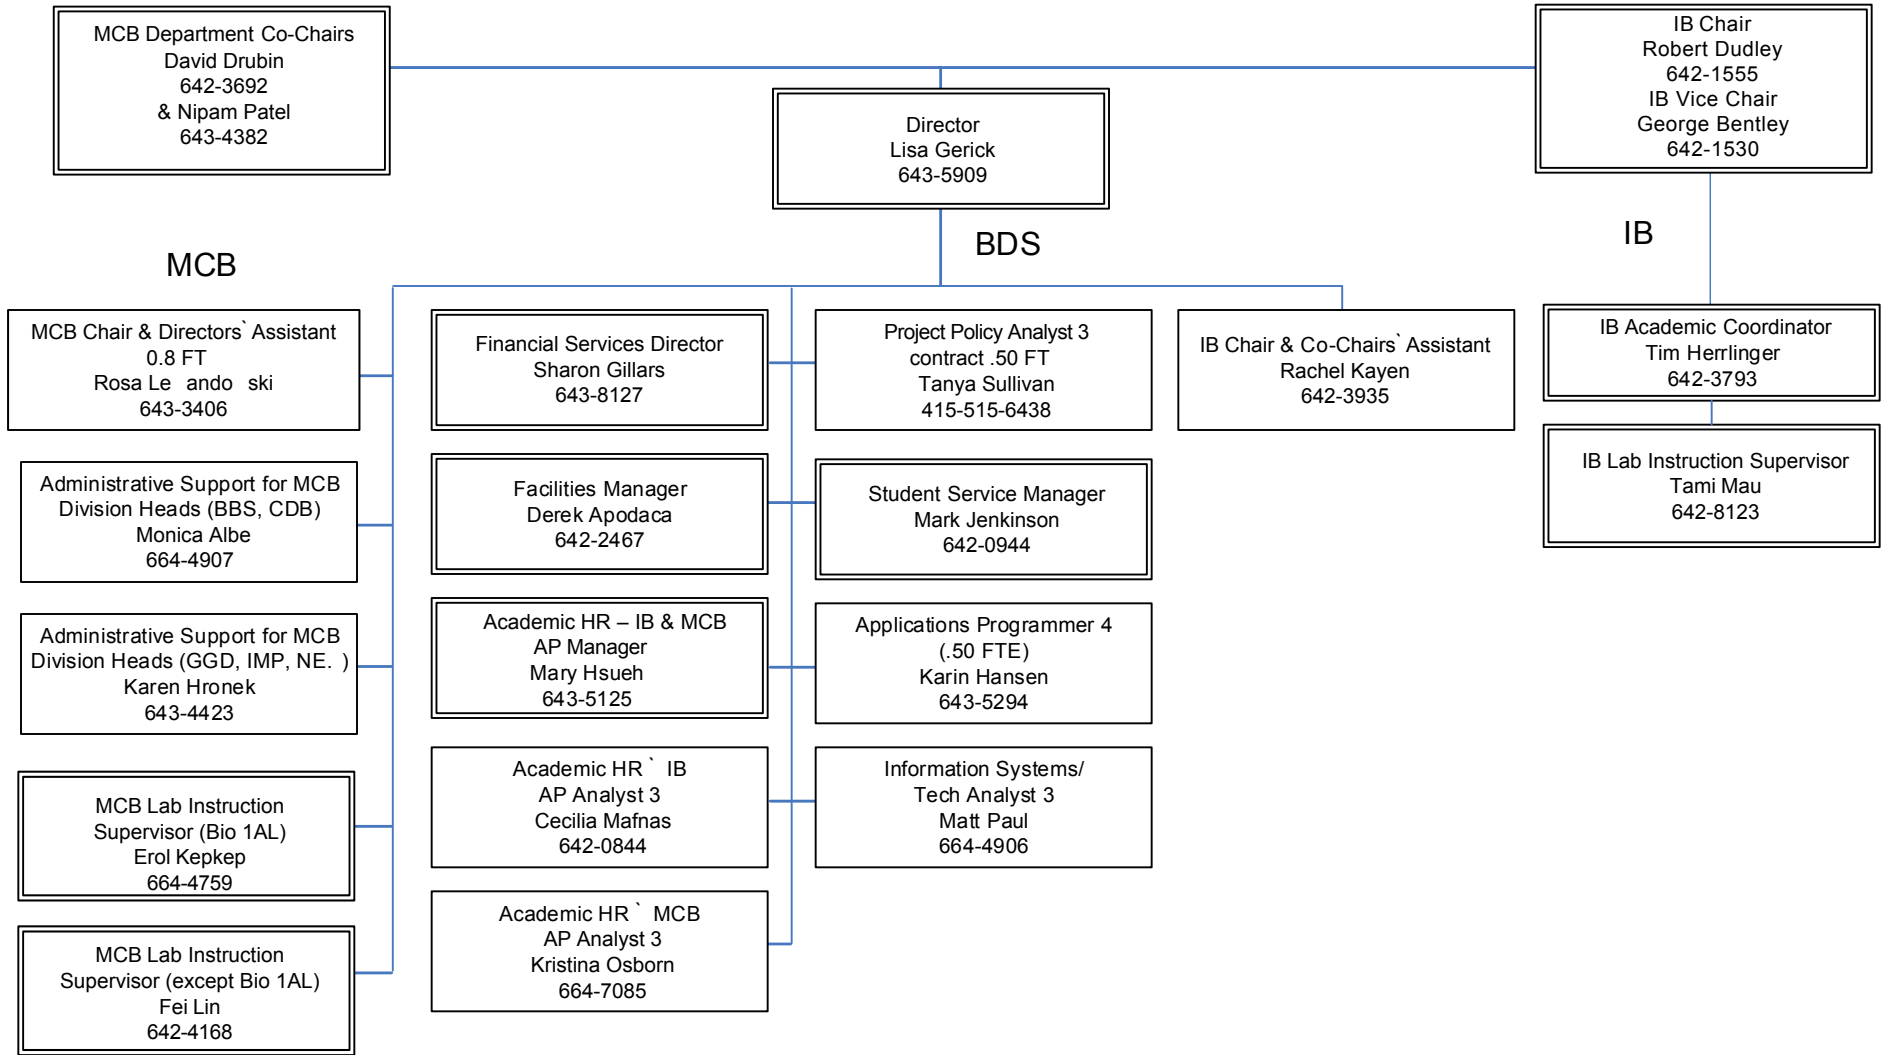 MCB Department Co-Chairs
David Drubin
642-3692
& Nipam Patel
643-4382
IB Chair
Robert Dudley
642-1555
IB Vice Chair
George Bentley
642-1530
Director
Lisa Gerick
643-5909
MCB
BDS
IB
MCB Chair & Directors` Assistant
0.8 FT
Rosa Le ando ski
643-3406
Administrative Support for MCB
Division Heads (BBS, CDB)
Monica Albe
664-4907
Administrative Support for MCB
Division Heads (GGD, IMP, NE. )
Karen Hronek
643-4423
MCB Lab Instruction
Supervisor (Bio 1AL)
Erol Kepkep
664-4759
MCB Lab Instruction
Supervisor (except Bio 1AL)
Fei Lin
642-4168
Financial Services Director
Sharon Gillars
643-8127
Facilities Manager
Derek Apodaca
642-2467
Academic HR – IB & MCB
AP Manager
Mary Hsueh
643-5125
Academic HR ` IB
AP Analyst 3
Cecilia Mafnas
642-0844
Academic HR ` MCB
AP Analyst 3
Kristina Osborn
664-7085
Project Policy Analyst 3
contract .50 FT
Tanya Sullivan
415-515-6438
Student Service Manager
Mark Jenkinson
642-0944
Applications Programmer 4
(.50 FTE)
Karin Hansen
643-5294
Information Systems/
Tech Analyst 3
Matt Paul
664-4906
IB Chair & Co-Chairs` Assistant
Rachel Kayen
642-3935
IB Academic Coordinator
Tim Herrlinger
642-3793
IB Lab Instruction Supervisor
Tami Mau
642-8123